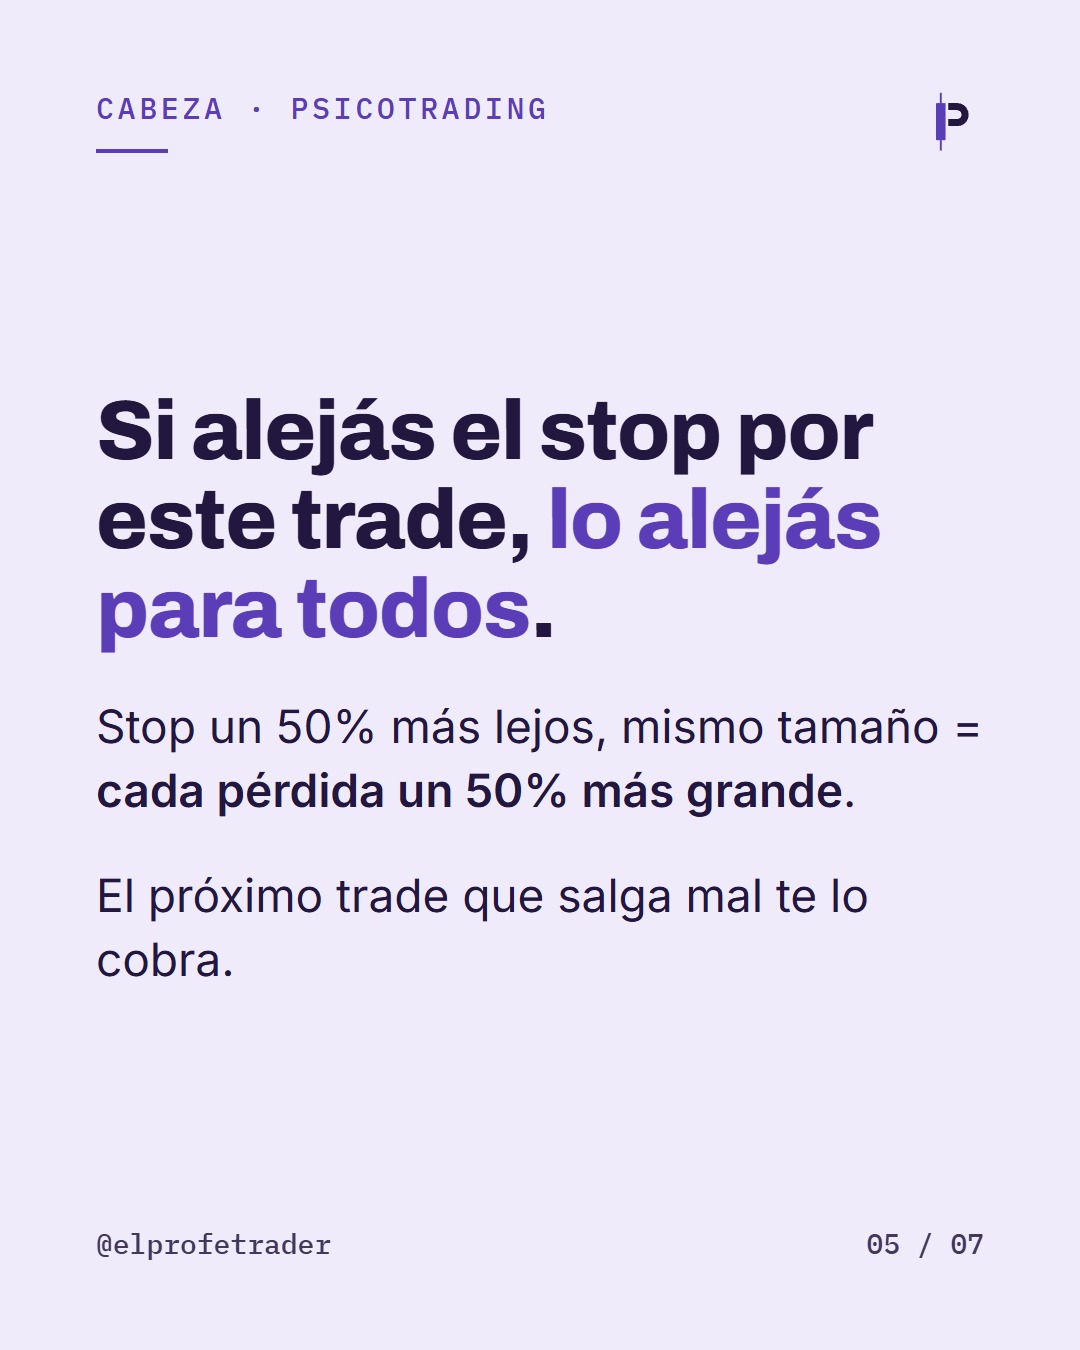 CABEZA · PSICOTRADING
Si alejás el stop por
este trade, lo alejás
para todos.
Stop un 50% más lejos, mismo tamaño =
cada pérdida un 50% más grande.
El próximo trade que salga mal te lo
cobra.
@elprofetrader
05 / 07